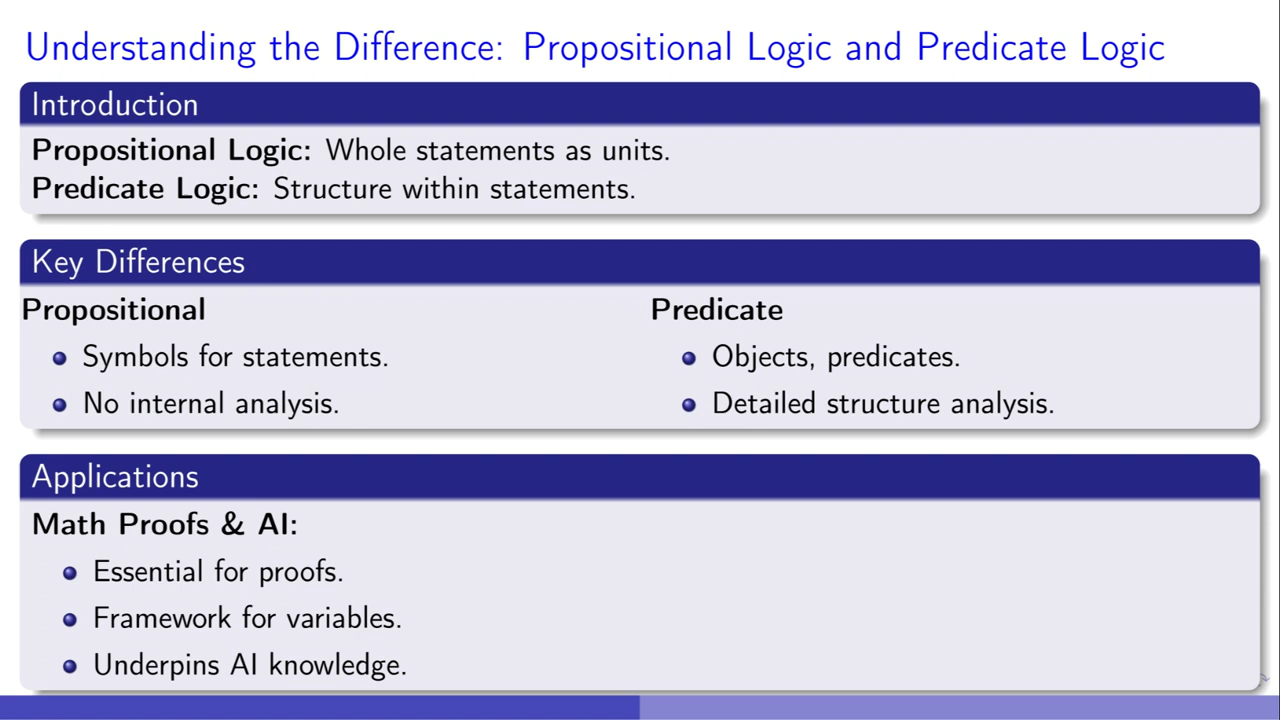 Understanding the Difference: Propositional Logic and Predicate Logic
Introduction
Propositional Logic: Whole statements as units.
Predicate Logic: Structure within statements.
Key Differences
Propositional
Symbols for statements.
No internal analysis.
Predicate
Objects, predicates.
Detailed structure analysis.
Applications
Math Proofs & AI:
Essential for proofs.
Framework for variables.
Underpins AI knowledge.